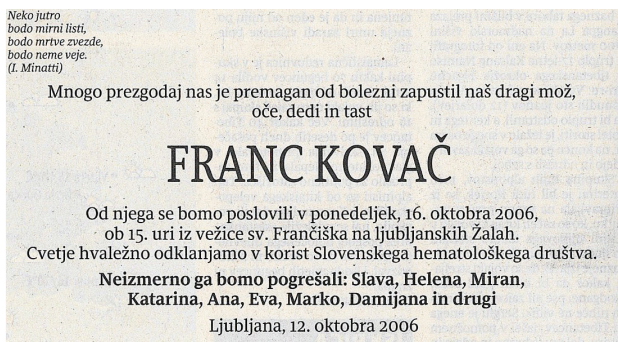 Neko jutro
bodo mirni listi,
bodo mrtve zvezde,
bodo neme veje.
(I. Minatti)
Mnogo prezgodaj nas je premagan od bolezni zapustil naš dragi mož,
oče, dedi in tast
FRANC KOVAČ
Od njega se bomo poslovili v ponedeljek, 16. oktobra 2006,
ob 15. uri iz vežice sv. Frančiška na ljubljanskih Žalah.
Cvetje hvaležno odklanjamo v korist Slovenskega hematološkega društva.
Neizmerno ga bomo pogrešali: Slava, Helena, Miran,
Katarina, Ana, Eva, Marko, Damijana in drugi
Ljubljana, 12. oktobra 2006